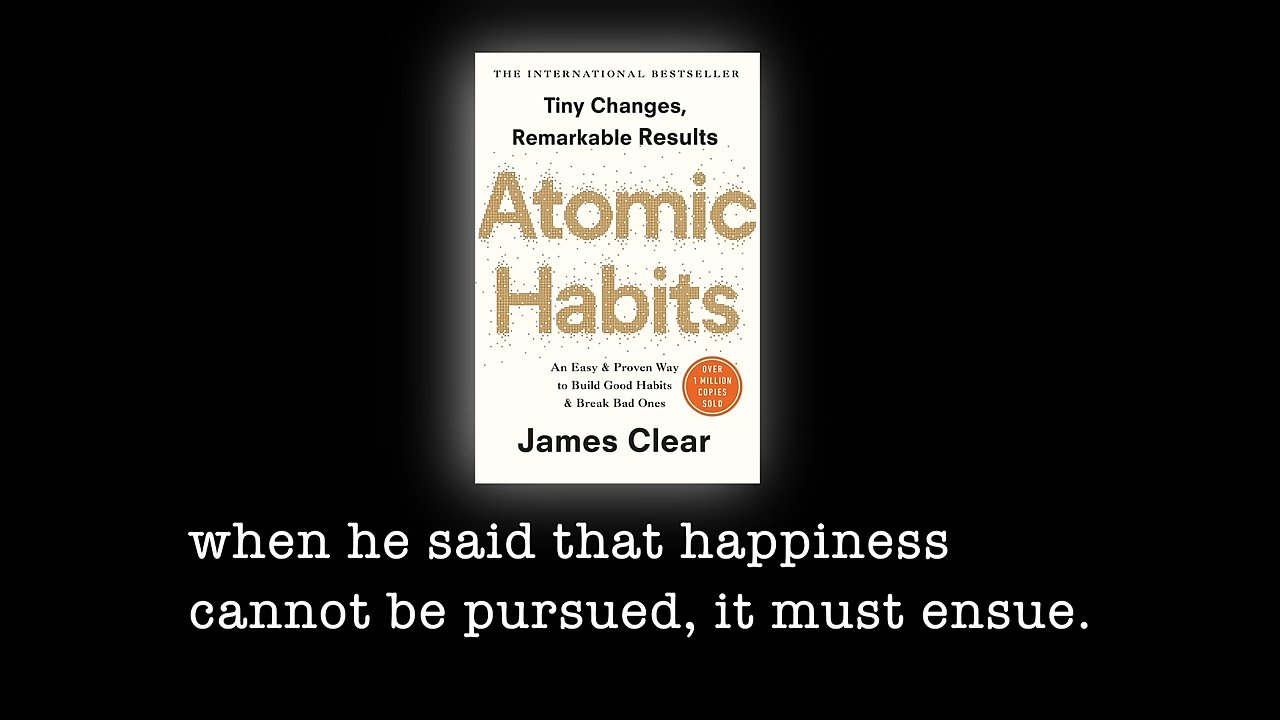 THE INTERNATIONAL BESTSELLER
Tiny Changes,
Remarkable Results
Atomic
Habits
An Easy & Proven Way
to Build Good Habits
& Break Bad Ones
OVER
1 MILLION
COPIES
SOLD
James Clear
when he said that happiness
cannot be pursued, it must ensue.